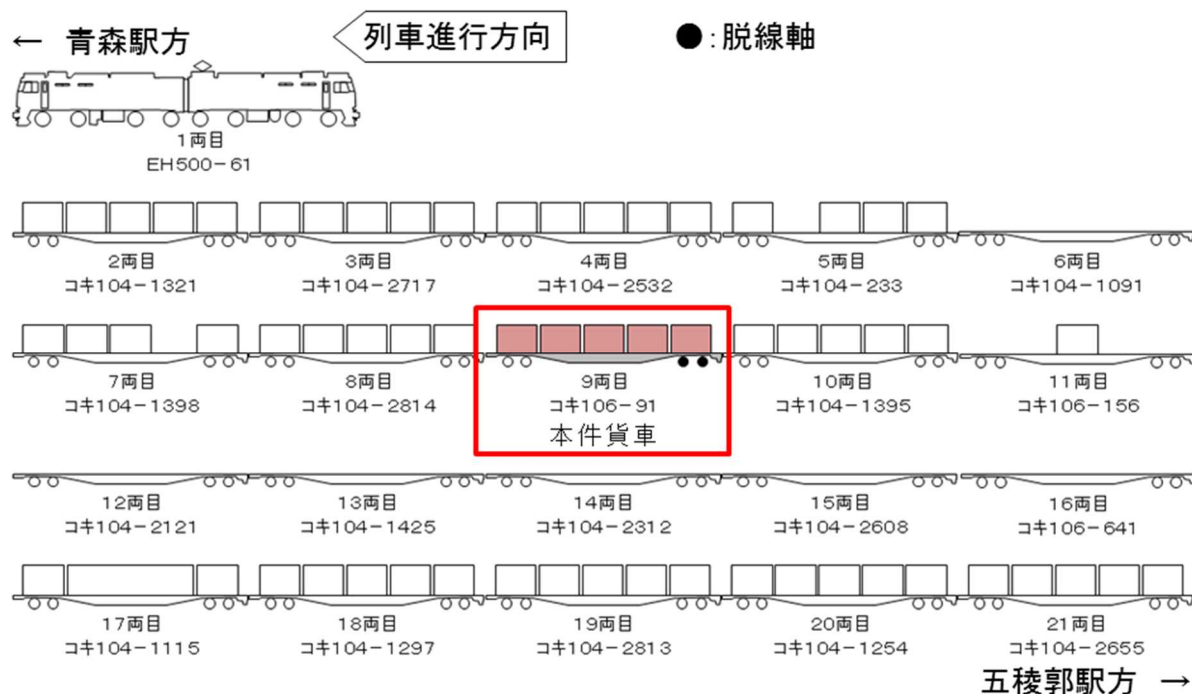 ← 青森駅方
列車進行方向
●:脱線軸
1両目
EH500-61
2両目
コキ104-1321
3両目
コキ104-2717
4両目
コキ104-2532
5両目
コキ104-233
6両目
コキ104-1091
7両目
コキ104-1398
8両目
コキ104-2814
9両目
コキ106-91
本件貨車
10両目
コキ104-1395
11両目
コキ106-156
12両目
コキ104-2121
13両目
コキ104-1425
14両目
コキ104-2312
15両目
コキ104-2608
16両目
コキ106-641
17両目
コキ104-1115
18両目
コキ104-1297
19両目
コキ104-2813
20両目
コキ104-1254
21両目
コキ104-2655
五稜郭駅方 →